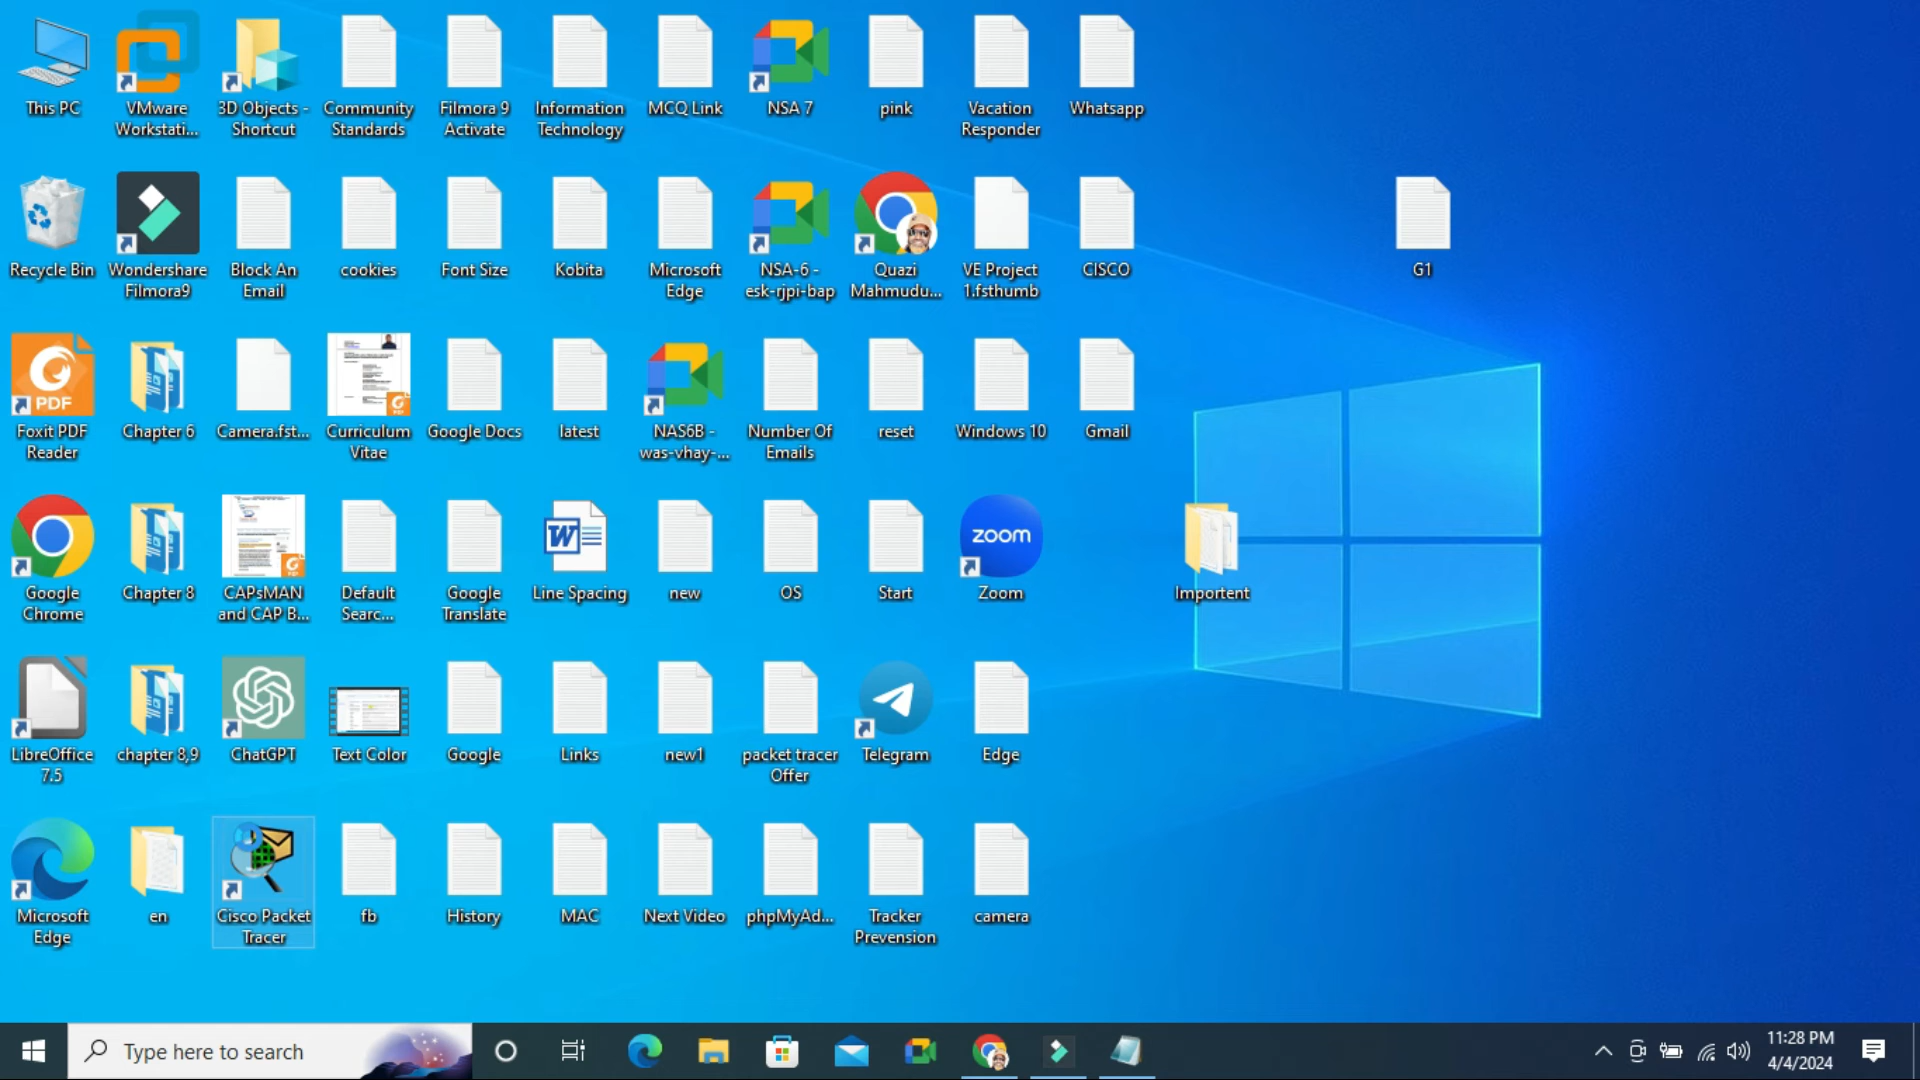 This PC
VMware
Workstati...
3D Objects -
Shortcut
Community
Standards
Filmora 9
Activate
Information
Technology
MCQ Link
NSA 7
pink
Vacation
Responder
Whatsapp
Recycle Bin
Wondershare
Filmora9
Block An
Email
cookies
Font Size
Kobita
Microsoft
Edge
NSA-6 -
esk-rjpi-bap
Quazi
Mahmudu...
VE Project
1.fsthumb
CISCO
G1
PDF
Foxit PDF
Reader
Chapter 6
Camera.fst...
Curriculum
Vitae
Google Docs
latest
NAS6B -
was-vhay-...
Number Of
Emails
reset
Windows 10
Gmail
Google
Chrome
Chapter 8
CAPsMAN
and CAP B...
Default
Searc...
Google
Translate
W
Line Spacing
new
OS
Start
zoom
Zoom
Importent
LibreOffice
7.5
chapter 8,9
ChatGPT
Text Color
Google
Links
new1
packet tracer
Offer
Telegram
Edge
Microsoft
Edge
en
Cisco Packet
Tracer
fb
History
MAC
Next Video
phpMyAd...
Tracker
Prevension
camera
Type here to search
11:28 PM
4/4/2024